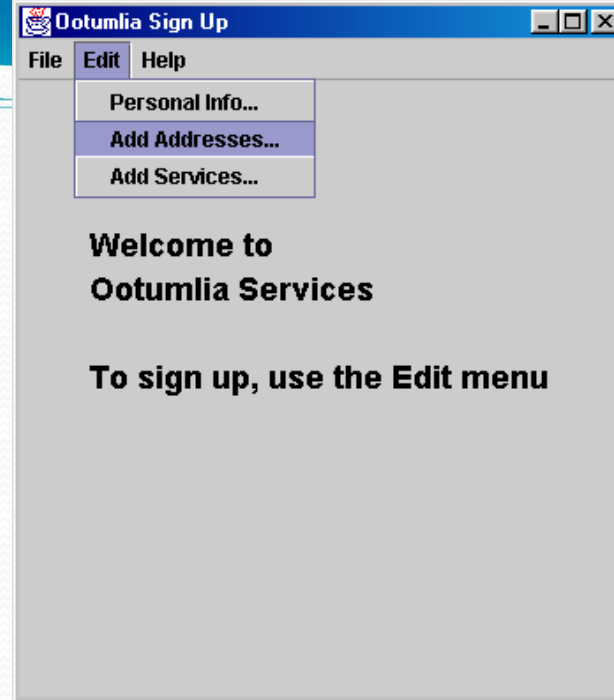 Ootumlia Sign Up
File Edit Help
Personal Info...
Add Addresses...
Add Services...
Welcome to
Ootumlia Services
To sign up, use the Edit menu